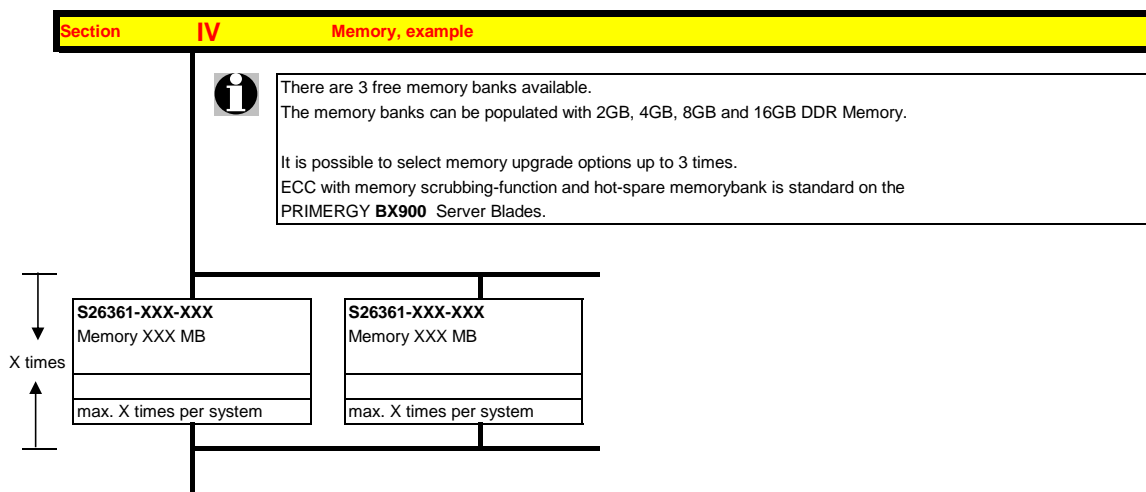 Section IV Memory, example
There are 3 free memory banks available.
The memory banks can be populated with 2GB, 4GB, 8GB and 16GB DDR Memory.
It is possible to select memory upgrade options up to 3 times.
ECC with memory scrubbing-function and hot-spare memorybank is standard on the
PRIMERGY BX900 Server Blades.
S26361-XXX-XXX
Memory XXX MB
max. X times per system
S26361-XXX-XXX
Memory XXX MB
max. X times per system
X times